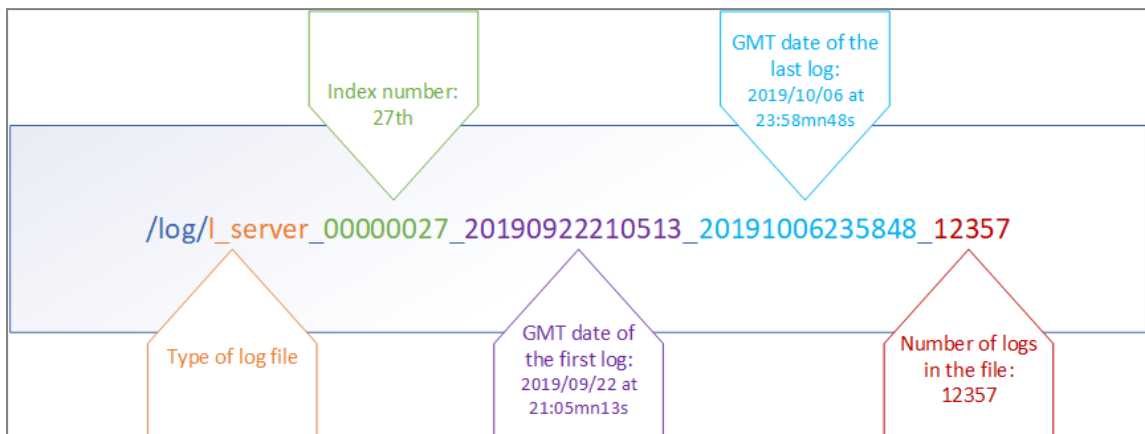 Index number:
27th
GMT date of the
last log:
2019/10/06 at
23:58mn48s
/log/l_server_00000027_20190922210513_20191006235848_12357
Type of log file
GMT date of
the first log:
2019/09/22 at
21:05mn13s
Number of logs
in the file:
12357